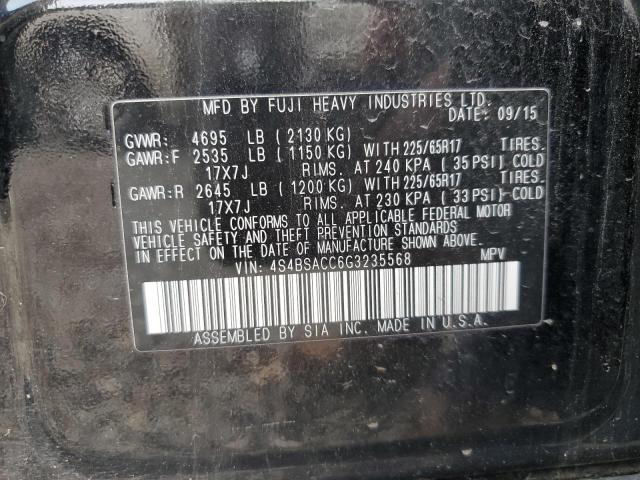 MFD BY FUJI HEAVY INDUSTRIES LTD.
DATE: 09/15
GVWR: 4695 LB (2130 KG)
GAWR:F 2535 LB (1150 KG) WITH 225/65R17 TIRES.
17X7J RIMS. AT 240 KPA (35 PSI) COLD
GAWR:R 2645 LB (1200 KG) WITH 225/65R17 TIRES.
17X7J RIMS. AT 230 KPA (33 PSI) COLD
THIS VEHICLE CONFORMS TO ALL APPLICABLE FEDERAL MOTOR
VEHICLE SAFETY AND THEFT PREVENTION STANDARDS
IN EFFECT ON THE DATE OF MANUFACTURE SHOWN ABOVE.
VIN: 4S4BSACC6G3235568 MPV
ASSEMBLED BY SIA INC. MADE IN U.S.A.